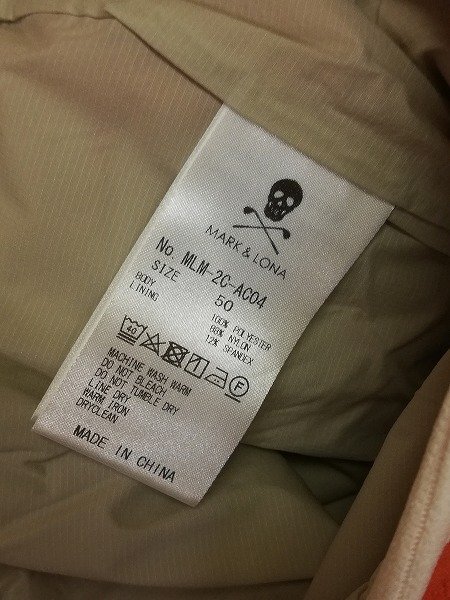 MARK & LONA
No. MLM-2C-AC04
SIZE 50
BODY 100% POLYESTER
LINING 88% NYLON
12% SPANDEX
40 F
MACHINE WASH WARM
DO NOT BLEACH
DO NOT TUMBLE DRY
LINE DRY
WARM IRON
DRYCLEAN
MADE IN CHINA